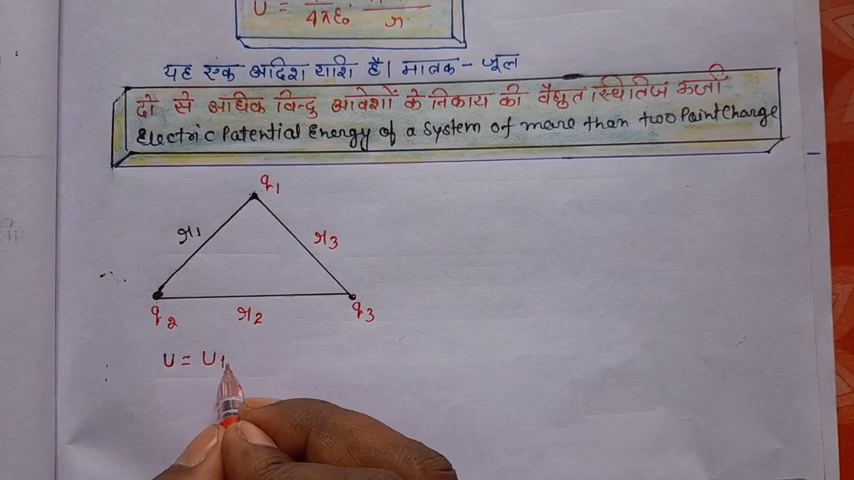 U = 1/4πε₀ . र
यह एक अदिश राशि है। मात्रक - जूल
दो से अधिक बिन्दु आवेशों के निकाय की वैद्युत स्थितिज ऊर्जा
Electric Potential Energy of a System of more than two Point Charge
q1
r1
r3
q2
r2
q3
U = U1